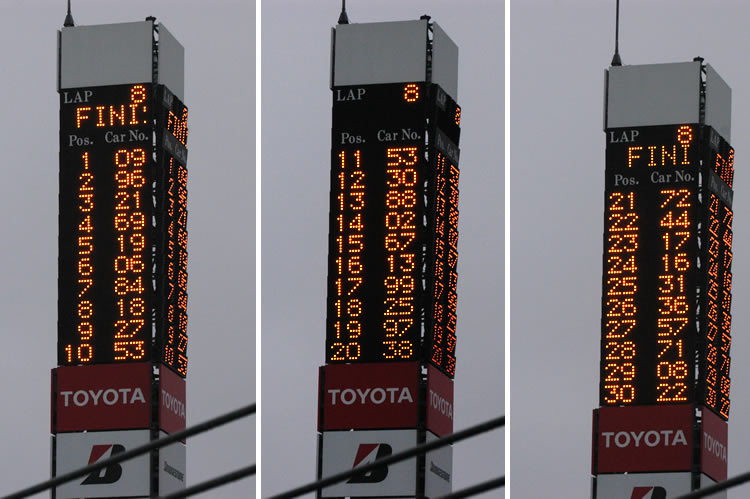 LAP 8
FINI
Pos. Car No.
1 09
2 96
3 21
4 69
5 19
6 06
7 84
8 18
9 27
10 53
TOYOTA
TOYOTA
B
LAP 8
Pos. Car No.
11 53
12 30
13 88
14 02
15 67
16 13
17 99
18 25
19 97
20 38
TOYOTA
TOYOTA
B
LAP 8
FINI
Pos. Car No.
21 72
22 44
23 17
24 16
25 31
26 36
27 57
28 71
29 08
30 22
TOYOTA
TOYOTA